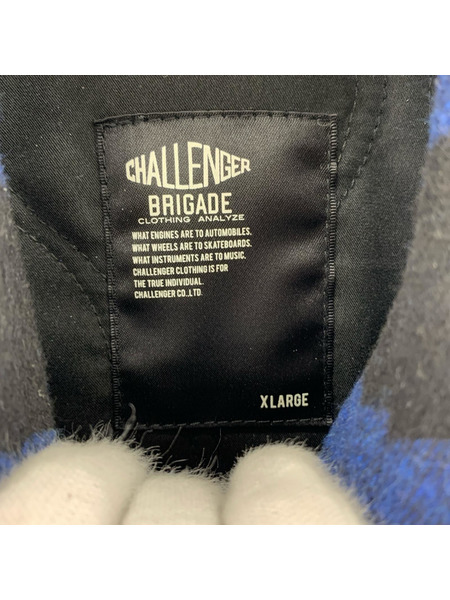 CHALLENGER
BRIGADE
CLOTHING ANALYZE
WHAT ENGINES ARE TO AUTOMOBILES.
WHAT WHEELS ARE TO SKATEBOARDS.
WHAT INSTRUMENTS ARE TO MUSIC.
CHALLENGER CLOTHING IS FOR
THE TRUE INDIVIDUAL.
CHALLENGER CO.,LTD.
XLARGE